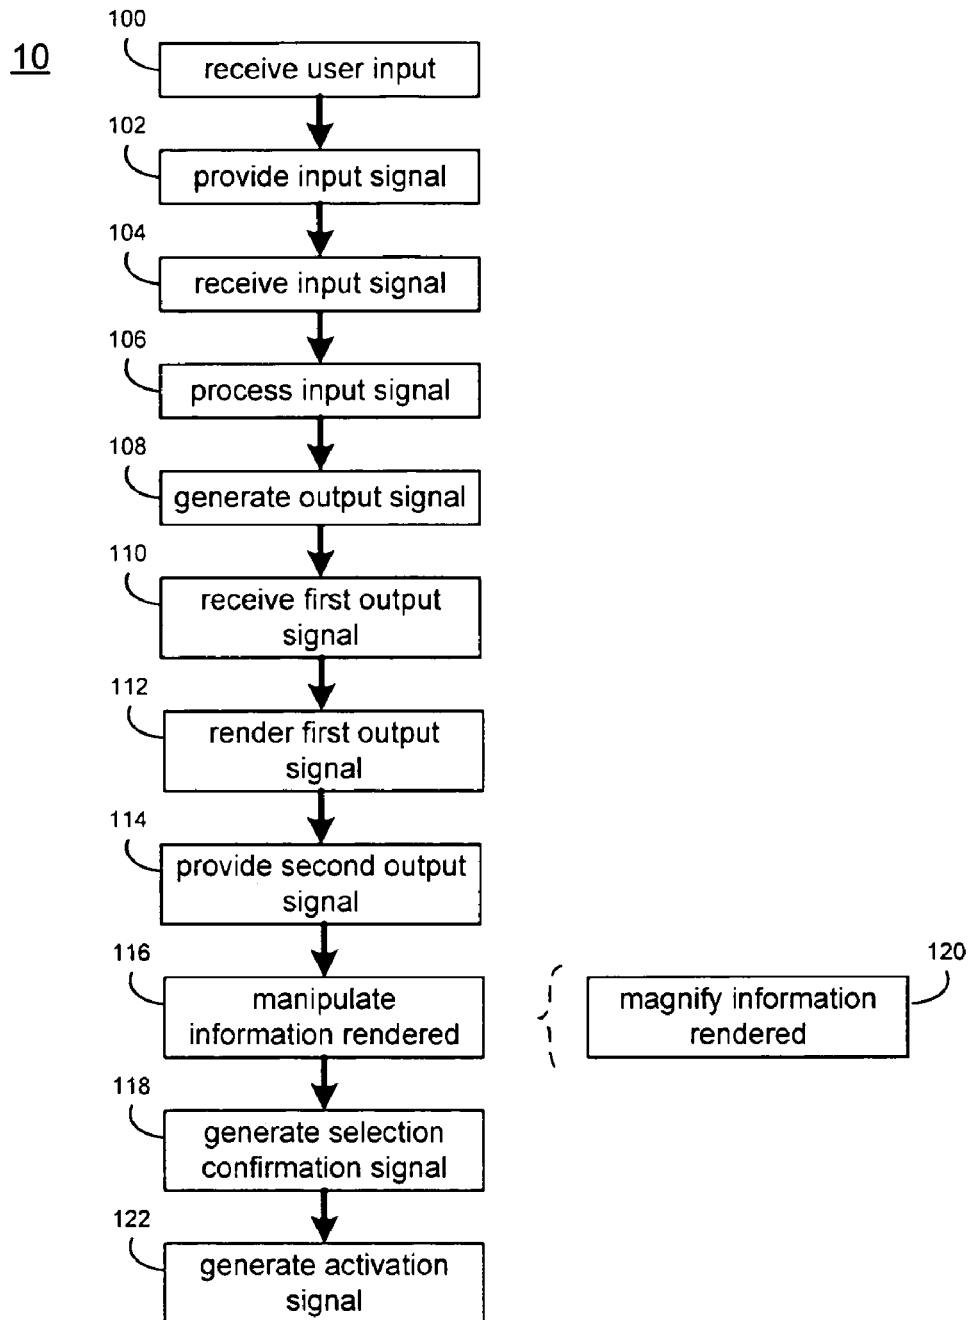 10
100
receive user input
102
provide input signal
104
receive input signal
106
process input signal
108
generate output signal
110
receive first output
signal
112
render first output
signal
114
provide second output
signal
116
manipulate
information rendered
120
magnify information
rendered
118
generate selection
confirmation signal
122
generate activation
signal